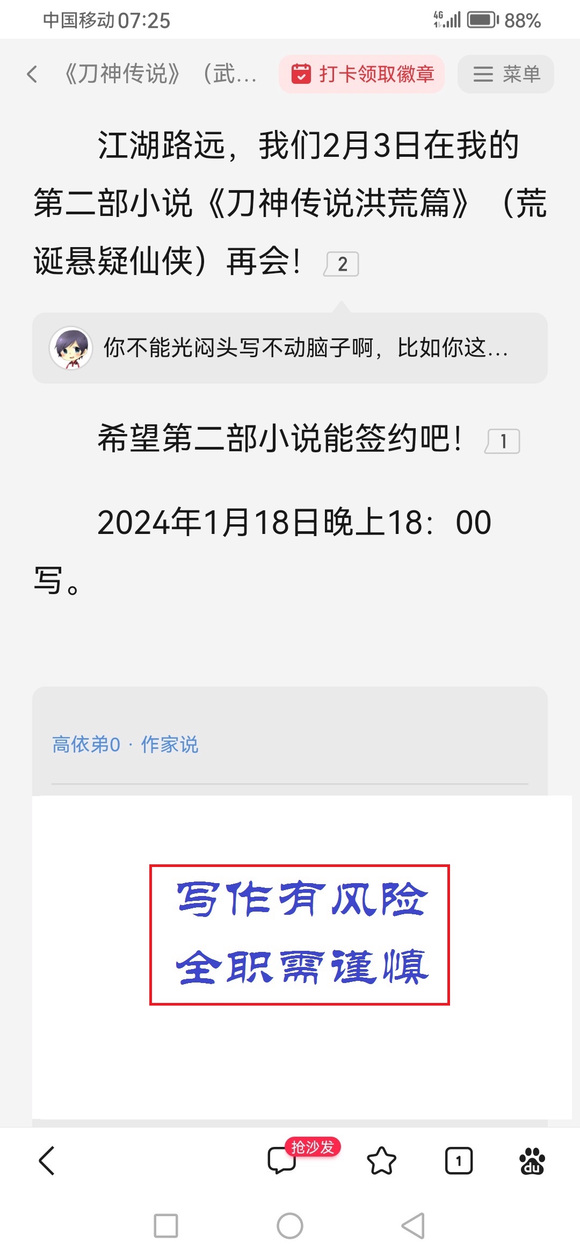 中国移动07:25
4G
88%
《刀神传说》（武…
打卡领取徽章
菜单
江湖路远，我们2月3日在我的
第二部小说《刀神传说洪荒篇》（荒
诞悬疑仙侠）再会！
2
你不能光闷头写不动脑子啊，比如你这…
希望第二部小说能签约吧！
1
2024年1月18日晚上18：00
写。
高依弟0 · 作家说
写作有风险
全职需谨慎
抢沙发
1
du